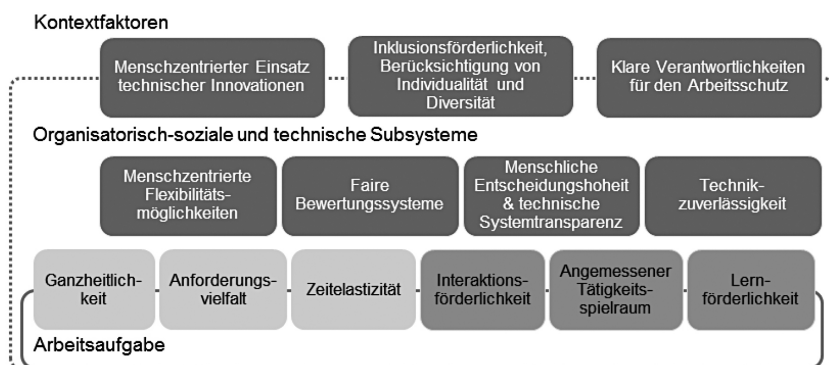 Kontextfaktoren
Menschzentrierter Einsatz
technischer Innovationen
Inklusionsförderlichkeit,
Berücksichtigung von
Individualität und
Diversität
Klare Verantwortlichkeiten
für den Arbeitsschutz
Organisatorisch-soziale und technische Subsysteme
Menschzentrierte
Flexibilitäts-
möglichkeiten
Faire
Bewertungssysteme
Menschliche
Entscheidungshoheit
& technische
Systemtransparenz
Technik-
zuverlässigkeit
Ganzheitlich-
keit
Anforderungs-
vielfalt
Zeitelastizität
Interaktions-
förderlichkeit
Angemessener
Tätigkeits-
spielraum
Lern-
förderlichkeit
Arbeitsaufgabe